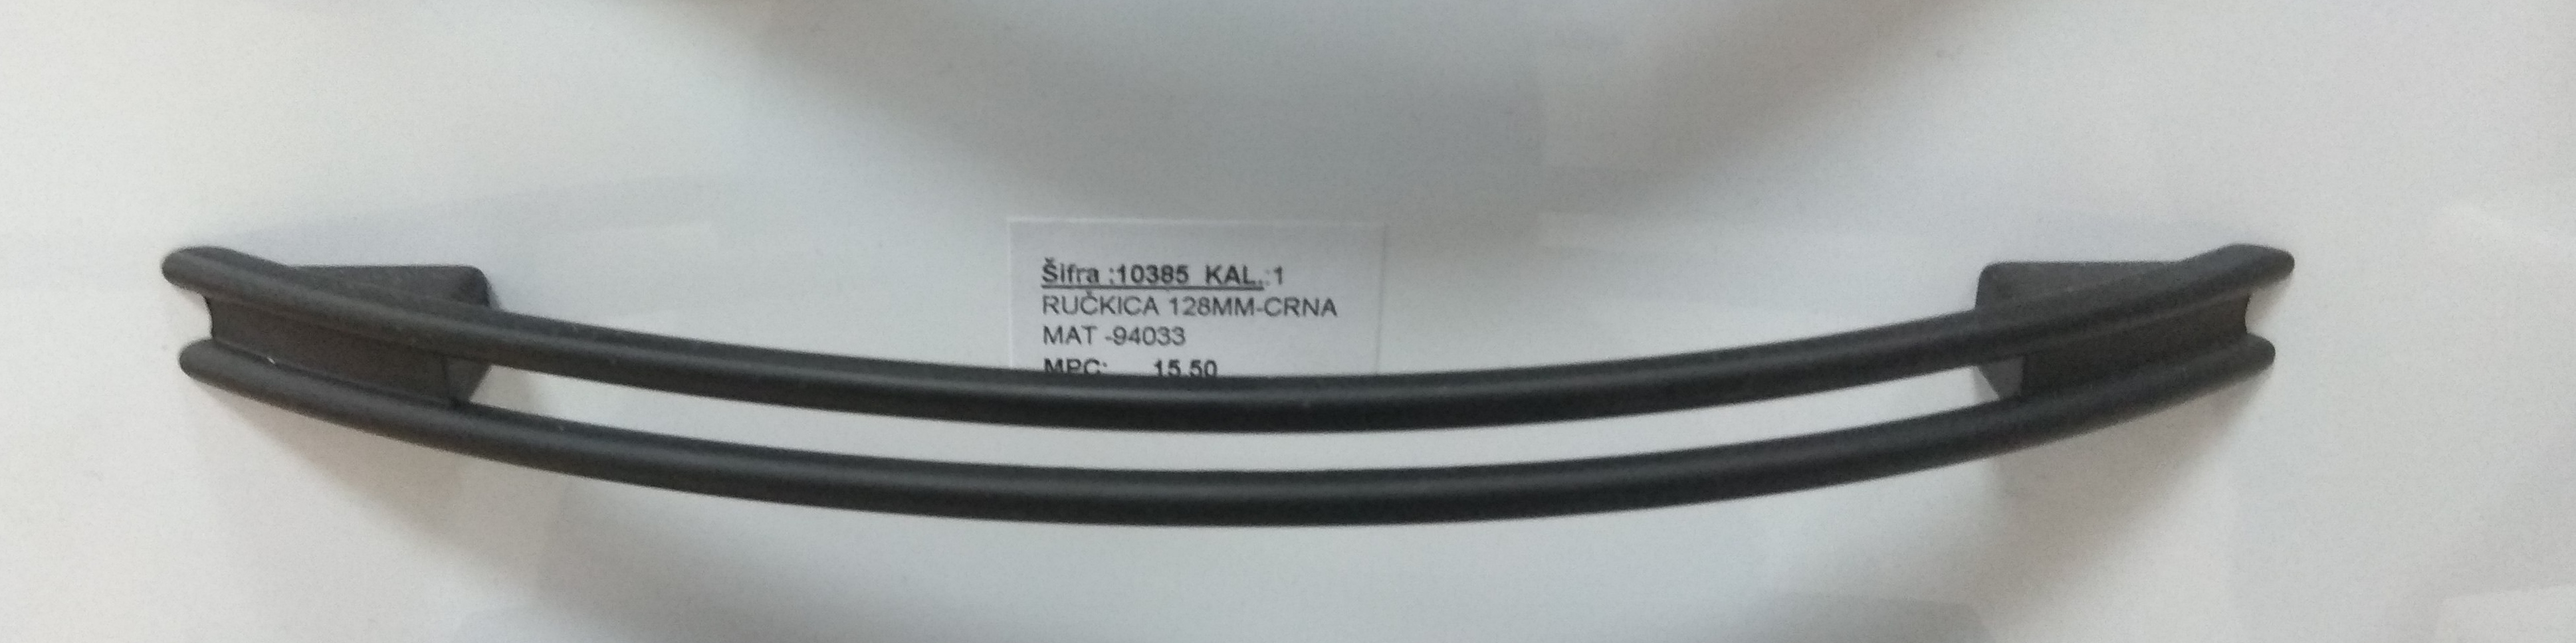 Šifra :10385 KAL.:1
RUČKICA 128MM-CRNA
MAT -94033
MPC: 15,50